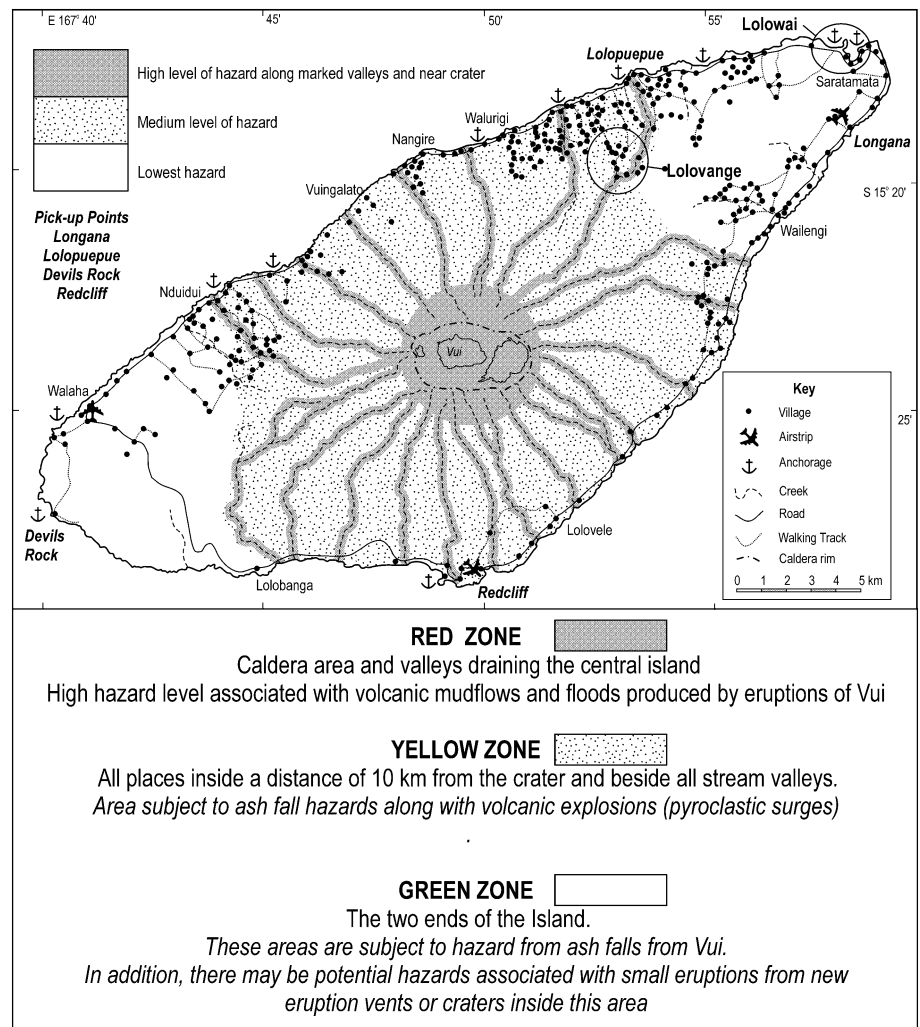 E 167° 40'
45'
50'
55'
Lolowai
High level of hazard along marked valleys and near crater
Medium level of hazard
Lowest hazard
Pick-up Points
Longana
Lolopuepue
Devils Rock
Redcliff
Lolopuepue
Saratamata
Walurigi
Nangire
Longana
Lolovange
Vuingalato
S 15° 20'
Wailengi
Nduidui
Vui
Walaha
25'
Key
Village
Airstrip
Anchorage
Creek
Road
Walking Track
Caldera rim
0 1 2 3 4 5 km
Devils
Rock
Lolovele
Lolobanga
Redcliff
RED ZONE
Caldera area and valleys draining the central island
High hazard level associated with volcanic mudflows and floods produced by eruptions of Vui
YELLOW ZONE
All places inside a distance of 10 km from the crater and beside all stream valleys.
Area subject to ash fall hazards along with volcanic explosions (pyroclastic surges)
.
GREEN ZONE
The two ends of the Island.
These areas are subject to hazard from ash falls from Vui.
In addition, there may be potential hazards associated with small eruptions from new
eruption vents or craters inside this area